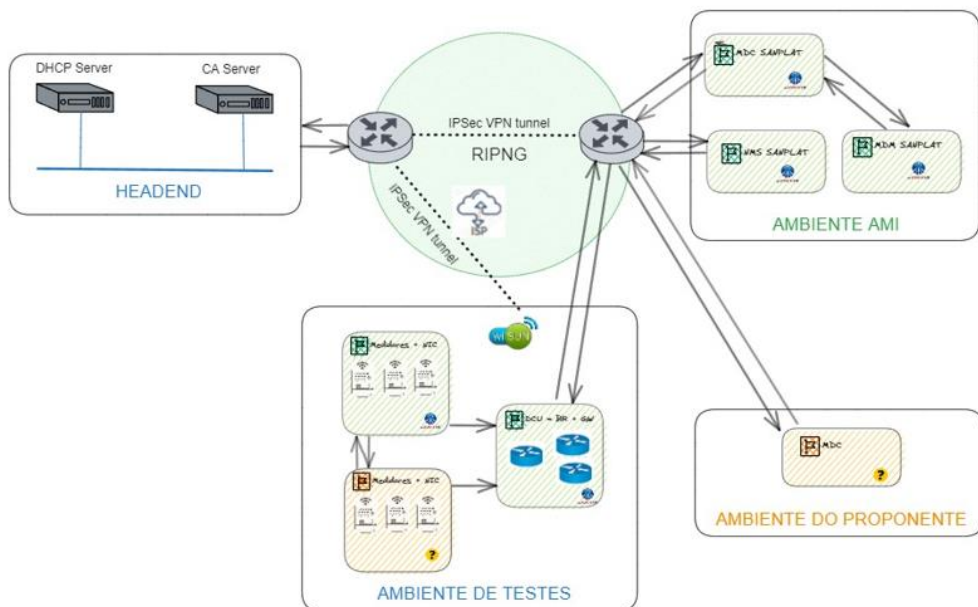 DHCP Server
CA Server
HEADEND
IPSec VPN tunnel
RIPNG
IPSec VPN tunnel
ISP
MDC SANPLAT
NMS SANPLAT
MDM SANPLAT
AMBIENTE AMI
WI SUN
Medidores + NIC
DCU = BR + GW
Medidores + NIC
?
AMBIENTE DE TESTES
MDC
?
AMBIENTE DO PROPONENTE